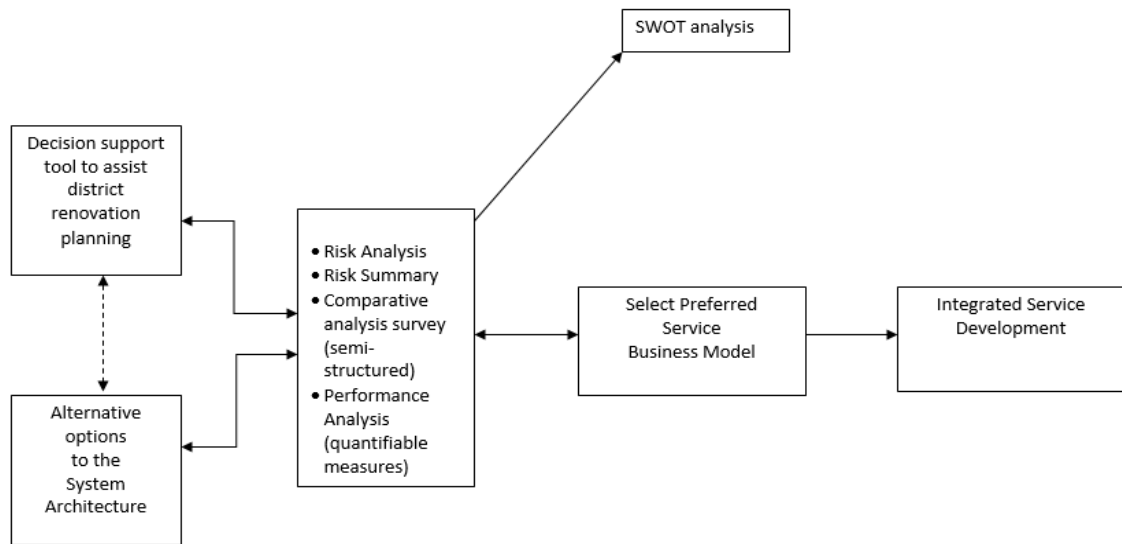 SWOT analysis
Decision support
tool to assist
district
renovation
planning
• Risk Analysis
• Risk Summary
• Comparative
analysis survey
(semi-
structured)
• Performance
Analysis
(quantifiable
measures)
Select Preferred
Service
Business Model
Integrated Service
Development
Alternative
options
to the
System
Architecture